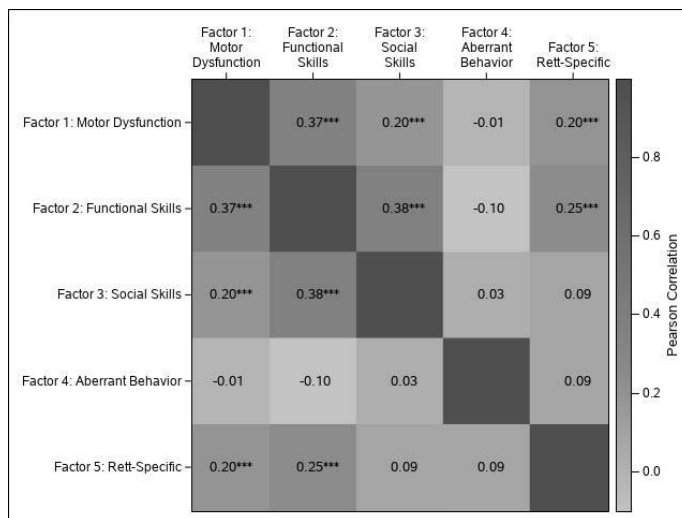 Factor 1:
Motor
Dysfunction
Factor 2:
Functional
Skills
Factor 3:
Social
Skills
Factor 4:
Aberrant
Behavior
Factor 5:
Rett-Specific
Factor 1: Motor Dysfunction
0.37***
0.20***
-0.01
0.20***
Factor 2: Functional Skills
0.37***
0.38***
-0.10
0.25***
Factor 3: Social Skills
0.20***
0.38***
0.03
0.09
Factor 4: Aberrant Behavior
-0.01
-0.10
0.03
0.09
Factor 5: Rett-Specific
0.20***
0.25***
0.09
0.09
0.8
0.6
0.4
0.2
0.0
Pearson Correlation